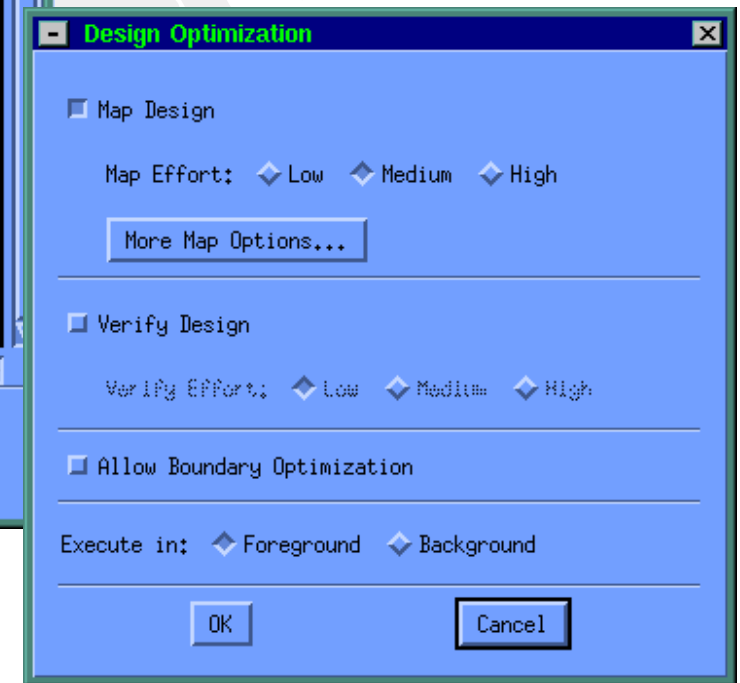 Design Optimization
Map Design
Map Effort: Low Medium High
More Map Options...
Verify Design
Verify Effort: Low Medium High
Allow Boundary Optimization
Execute in: Foreground Background
OK Cancel